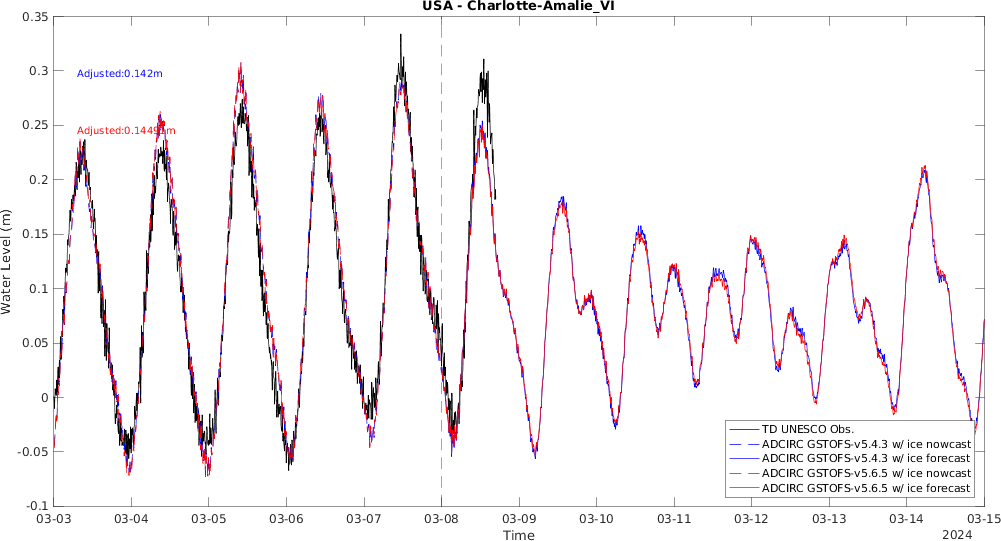 USA - Charlotte-Amalie_VI
0.35
0.3
0.25
0.2
0.15
0.1
0.05
0
-0.05
-0.1
Water Level (m)
Adjusted:0.142m
Adjusted:0.1449m
TD UNESCO Obs.
ADCIRC GSTOFS-v5.4.3 w/ ice nowcast
ADCIRC GSTOFS-v5.4.3 w/ ice forecast
ADCIRC GSTOFS-v5.6.5 w/ ice nowcast
ADCIRC GSTOFS-v5.6.5 w/ ice forecast
03-03 03-04 03-05 03-06 03-07 03-08 03-09 03-10 03-11 03-12 03-13 03-14 03-15
Time
2024